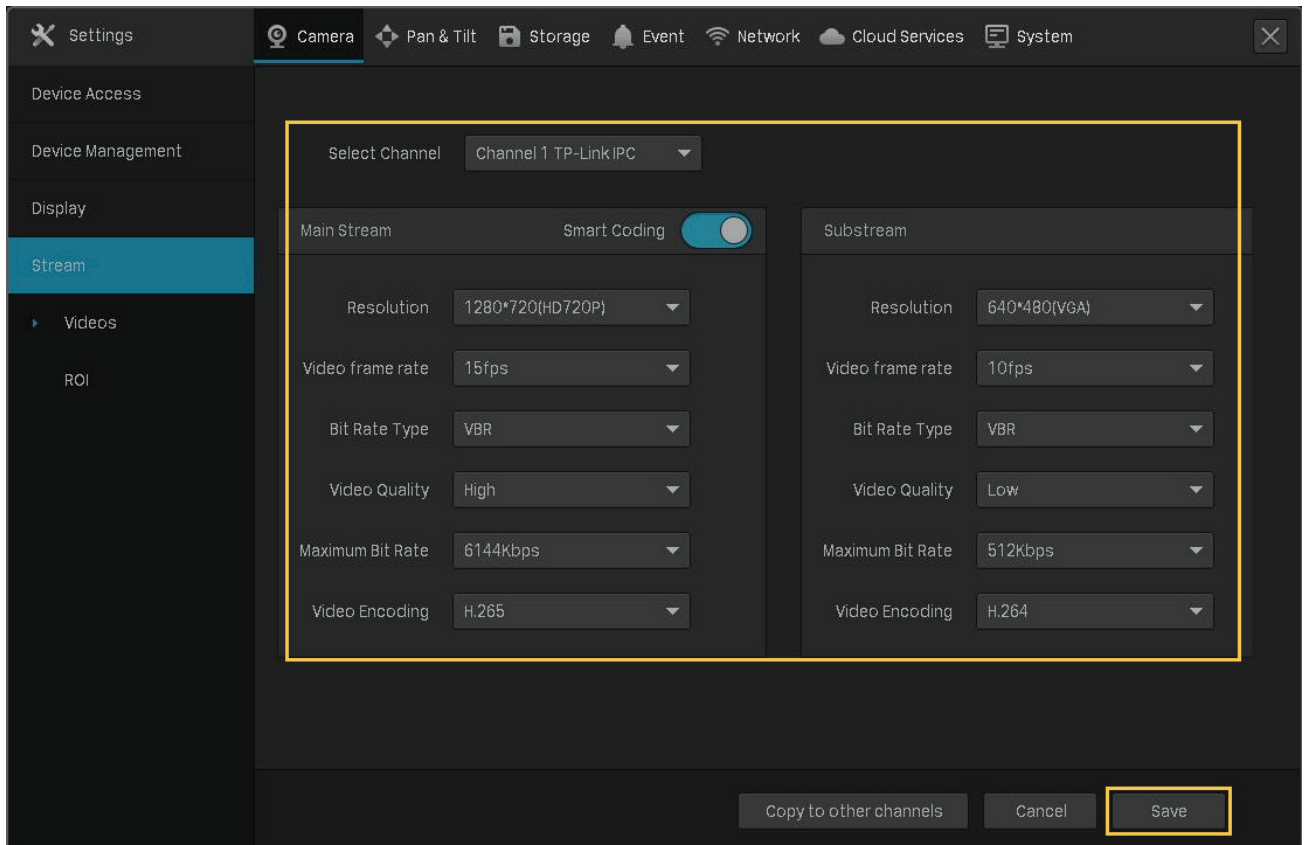 Settings
Camera Pan & Tilt Storage Event Network Cloud Services System
Device Access
Device Management
Display
Stream
Videos
ROI
Select Channel Channel 1 TP-Link IPC
Main Stream Smart Coding
Resolution 1280*720(HD720P)
Video frame rate 15fps
Bit Rate Type VBR
Video Quality High
Maximum Bit Rate 6144Kbps
Video Encoding H.265
Substream
Resolution 640*480(VGA)
Video frame rate 10fps
Bit Rate Type VBR
Video Quality Low
Maximum Bit Rate 512Kbps
Video Encoding H.264
Copy to other channels Cancel Save